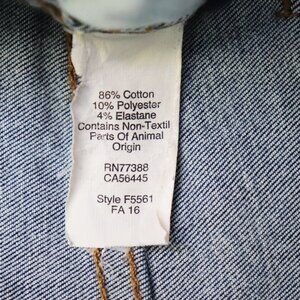 86% Cotton
10% Polyester
4% Elastane
Contains Non-Textil
Parts Of Animal
Origin
RN77388
CA56445
Style F5561
FA 16